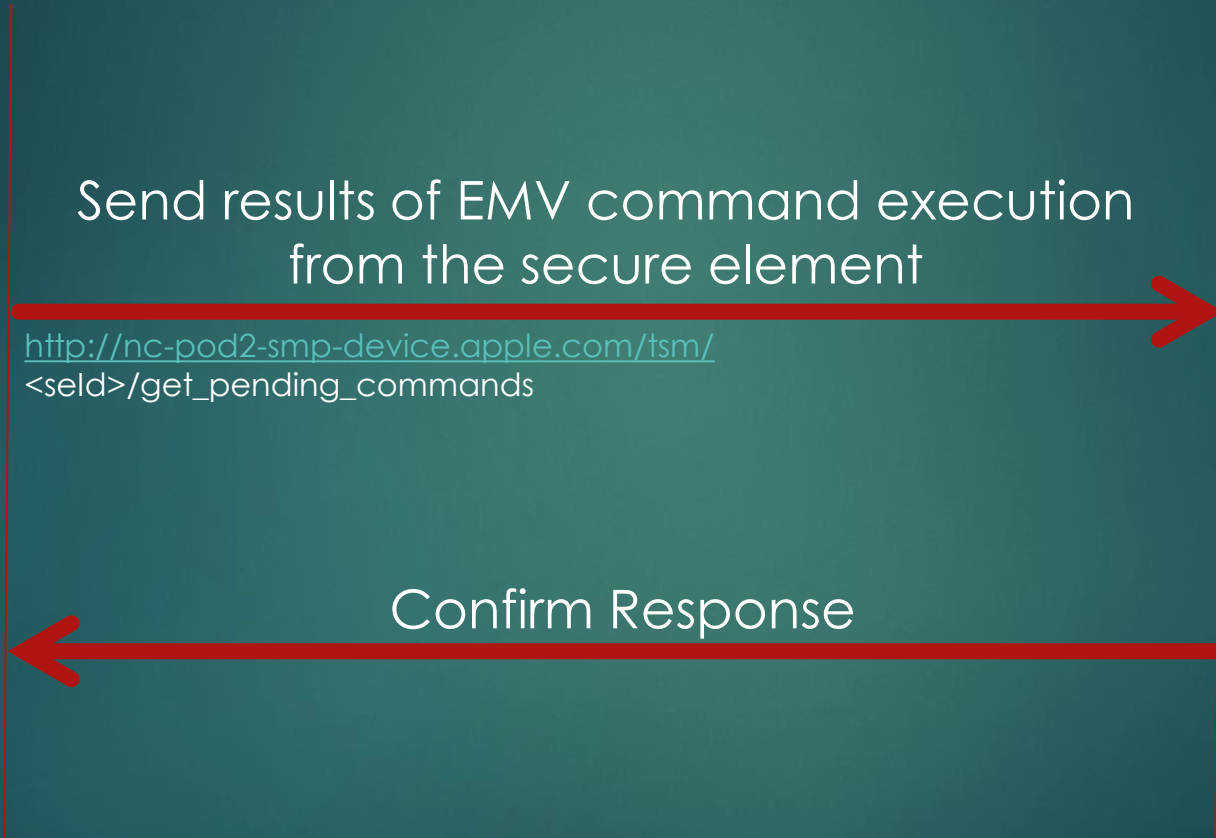 Send results of EMV command execution
from the secure element
http://nc-pod2-smp-device.apple.com/tsm/
<seId>/get_pending_commands
Confirm Response